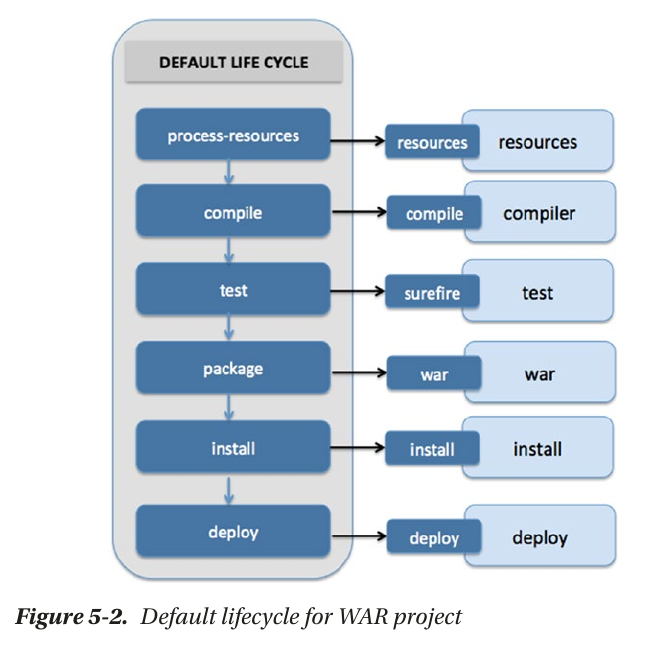 DEFAULT LIFE CYCLE
process-resources
resources
resources
compile
compile
compiler
test
surefire
test
package
war
war
install
install
install
deploy
deploy
deploy
Figure 5-2. Default lifecycle for WAR project